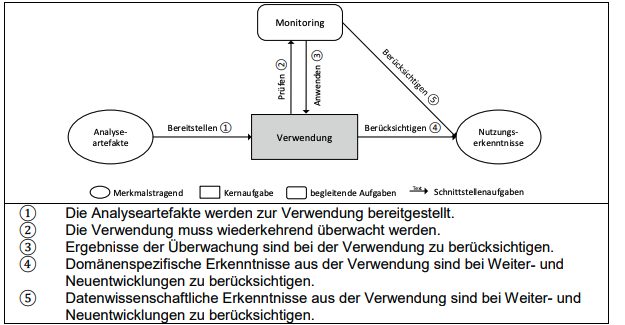 Monitoring
Prüfen ②
Anwenden ③
Berücksichtigen ⑤
Analyse-
artefakte
Bereitstellen ①
Verwendung
Berücksichtigen ④
Nutzungs-
erkenntnisse
Merkmalstragend
Kernaufgabe
begleitende Aufgaben
Text
Schnittstellenaufgaben
① Die Analyseartefakte werden zur Verwendung bereitgestellt.
② Die Verwendung muss wiederkehrend überwacht werden.
③ Ergebnisse der Überwachung sind bei der Verwendung zu berücksichtigen.
④ Domänenspezifische Erkenntnisse aus der Verwendung sind bei Weiter- und
Neuentwicklungen zu berücksichtigen.
⑤ Datenwissenschaftliche Erkenntnisse aus der Verwendung sind bei Weiter- und
Neuentwicklungen zu berücksichtigen.